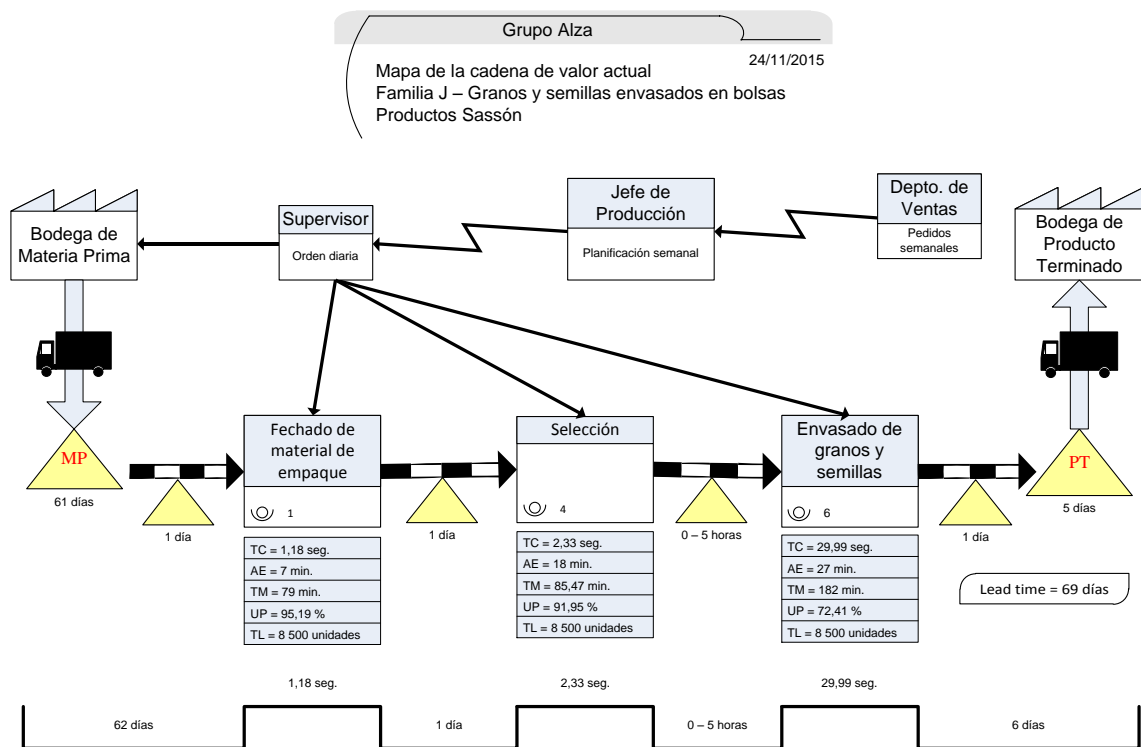 Grupo Alza
24/11/2015
Mapa de la cadena de valor actual
Familia J – Granos y semillas envasados en bolsas
Productos Sassón
Bodega de
Materia Prima
Supervisor
Orden diaria
Jefe de
Producción
Planificación semanal
Depto. de
Ventas
Pedidos
semanales
Bodega de
Producto
Terminado
MP
61 días
1 día
Fechado de
material de
empaque
1
1 día
Selección
4
0 – 5 horas
Envasado de
granos y
semillas
6
1 día
PT
5 días
TC = 1,18 seg.
AE = 7 min.
TM = 79 min.
UP = 95,19 %
TL = 8 500 unidades
TC = 2,33 seg.
AE = 18 min.
TM = 85,47 min.
UP = 91,95 %
TL = 8 500 unidades
TC = 29,99 seg.
AE = 27 min.
TM = 182 min.
UP = 72,41 %
TL = 8 500 unidades
Lead time = 69 días
1,18 seg.
2,33 seg.
29,99 seg.
62 días
1 día
0 – 5 horas
6 días